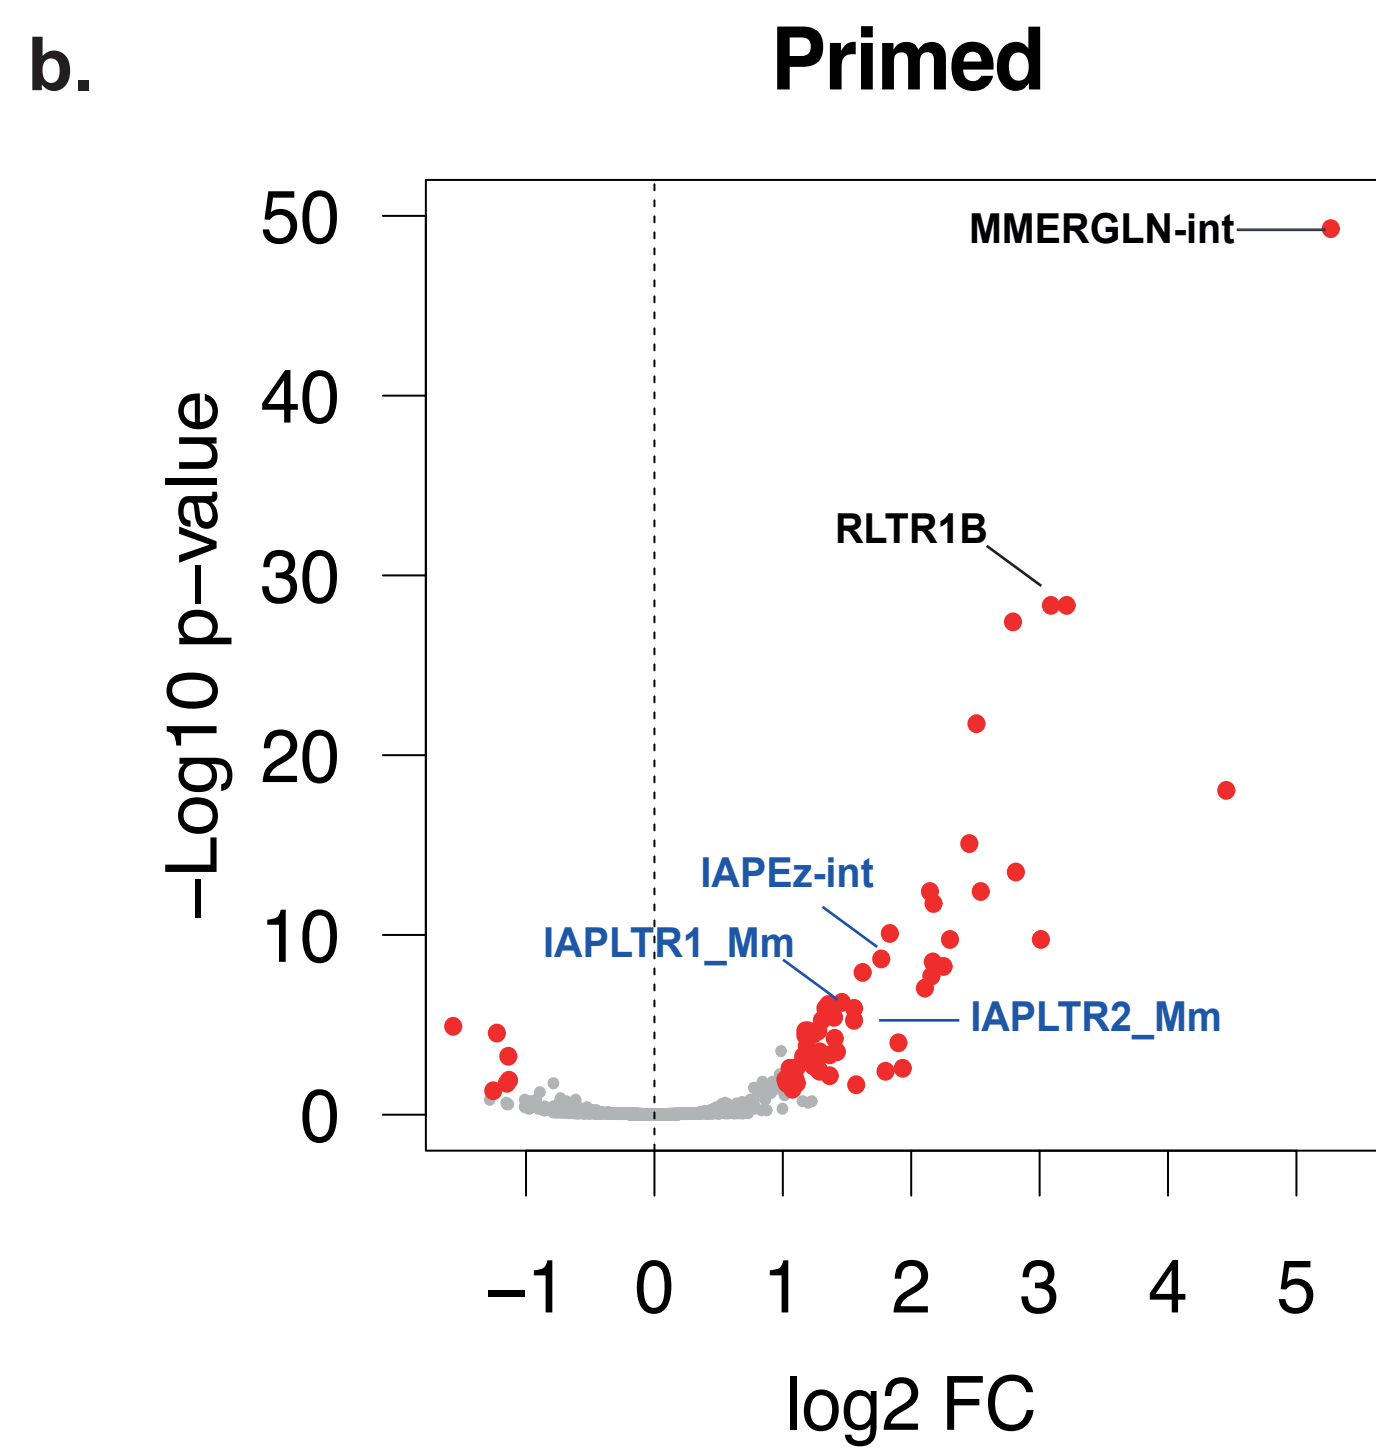 b.
Primed
50
40
30
20
10
0
−Log10 p−value
MMERGLN-int
RLTR1B
IAPEz-int
IAPLTR1_Mm
IAPLTR2_Mm
−1 0 1 2 3 4 5
log2 FC